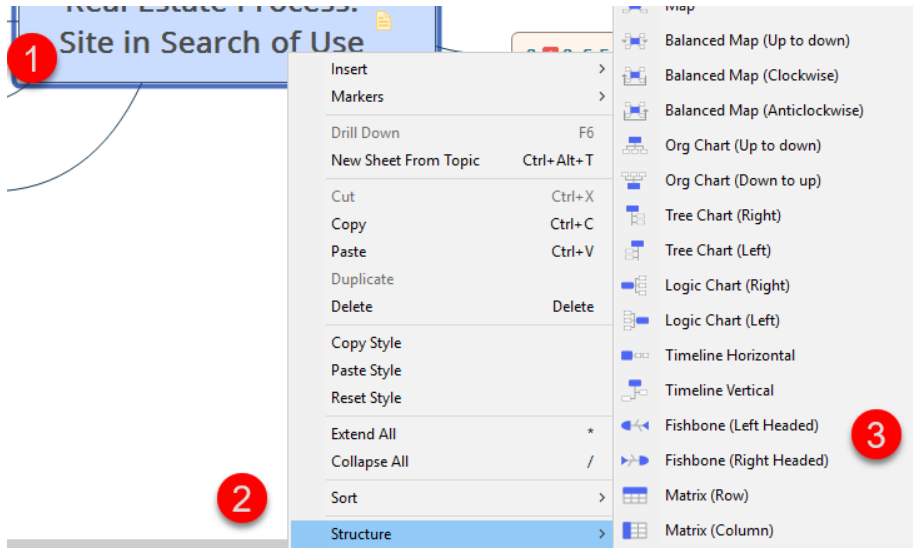 Real Estate Process:
Site in Search of Use
1
Insert >
Markers >
Drill Down F6
New Sheet From Topic Ctrl+Alt+T
Cut Ctrl+X
Copy Ctrl+C
Paste Ctrl+V
Duplicate
Delete Delete
Copy Style
Paste Style
Reset Style
Extend All *
Collapse All /
2
Sort >
Structure >
Map
Balanced Map (Up to down)
Balanced Map (Clockwise)
Balanced Map (Anticlockwise)
Org Chart (Up to down)
Org Chart (Down to up)
Tree Chart (Right)
Tree Chart (Left)
Logic Chart (Right)
Logic Chart (Left)
Timeline Horizontal
Timeline Vertical
Fishbone (Left Headed)
3
Fishbone (Right Headed)
Matrix (Row)
Matrix (Column)